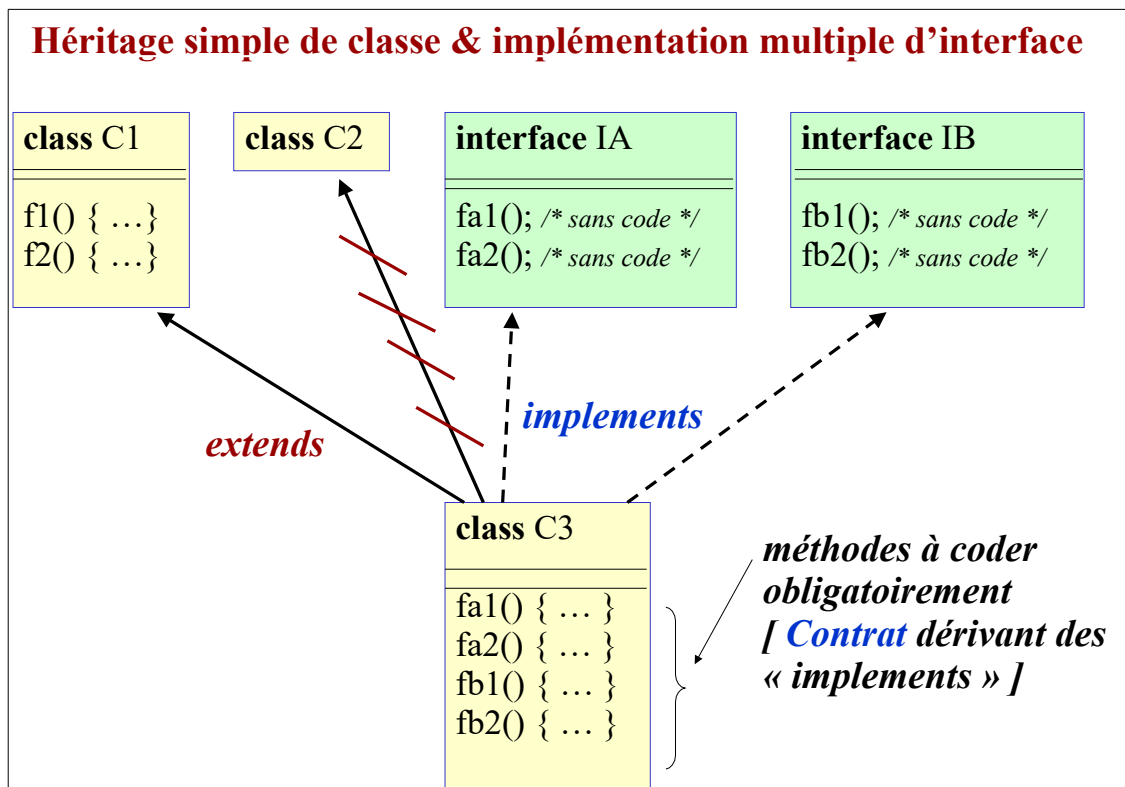 Héritage simple de classe & implémentation multiple d’interface
class C1
f1() { …}
f2() { …}
class C2
interface IA
fa1(); /* sans code */
fa2(); /* sans code */
interface IB
fb1(); /* sans code */
fb2(); /* sans code */
extends
implements
class C3
fa1() { … }
fa2() { … }
fb1() { … }
fb2() { … }
méthodes à coder
obligatoirement
[ Contrat dérivant des
« implements » ]